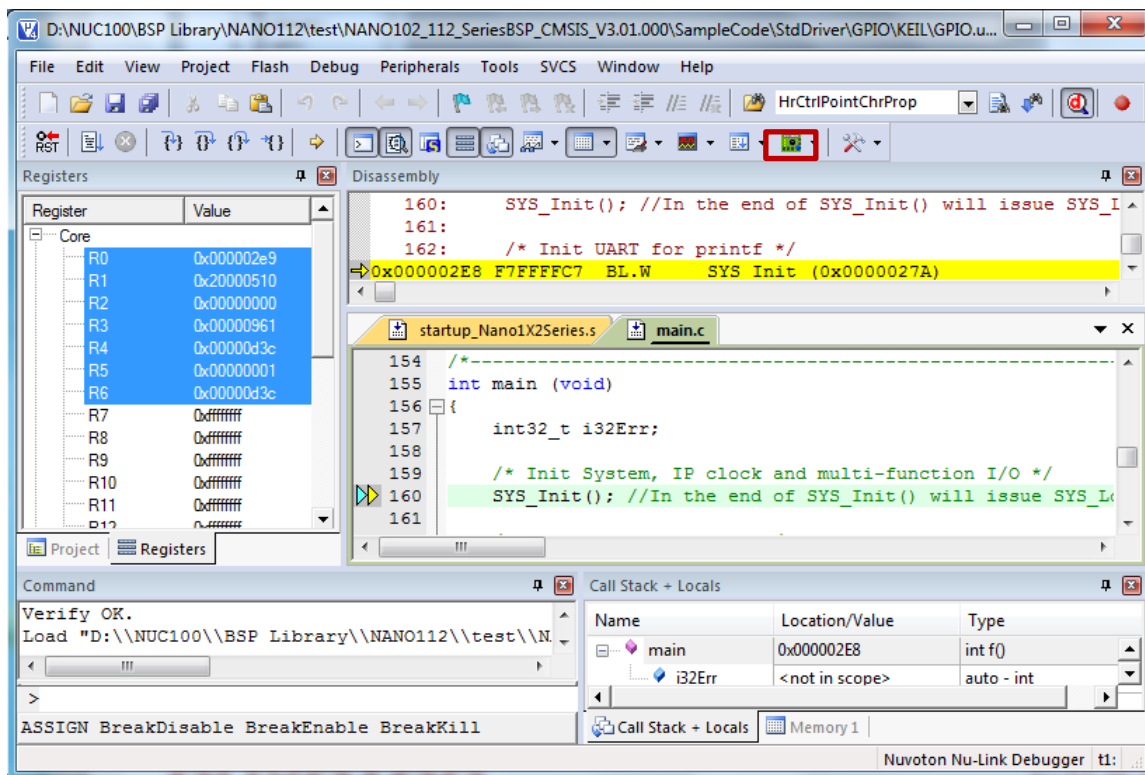 D:\NUC100\BSP Library\NANO112\test\NANO102_112_SeriesBSP_CMSIS_V3.01.000\SampleCode\StdDriver\GPIO\KEIL\GPIO.u...
File Edit View Project Flash Debug Peripherals Tools SVCS Window Help
HrCtrlPointChrProp
RST
Registers
Register Value
Core
R0 0x000002e9
R1 0x20000510
R2 0x00000000
R3 0x00000961
R4 0x00000d3c
R5 0x00000001
R6 0x00000d3c
R7 0xffffffff
R8 0xffffffff
R9 0xffffffff
R10 0xffffffff
R11 0xffffffff
R12 0xffffffff
Project Registers
Disassembly
160: SYS_Init(); //In the end of SYS_Init() will issue SYS_L
161:
162: /* Init UART for printf */
0x000002E8 F7FFFFC7 BL.W SYS_Init (0x0000027A)
startup_Nano1X2Series.s main.c
154 /*---------------------------------------------------------
155 int main (void)
156 {
157 int32_t i32Err;
158
159 /* Init System, IP clock and multi-function I/O */
160 SYS_Init(); //In the end of SYS_Init() will issue SYS_Lo
161
Command
Verify OK.
Load "D:\\NUC100\\BSP Library\\NANO112\\test\\N
>
ASSIGN BreakDisable BreakEnable BreakKill
Call Stack + Locals
Name Location/Value Type
main 0x000002E8 int f()
i32Err <not in scope> auto - int
Call Stack + Locals Memory 1
Nuvoton Nu-Link Debugger t1: